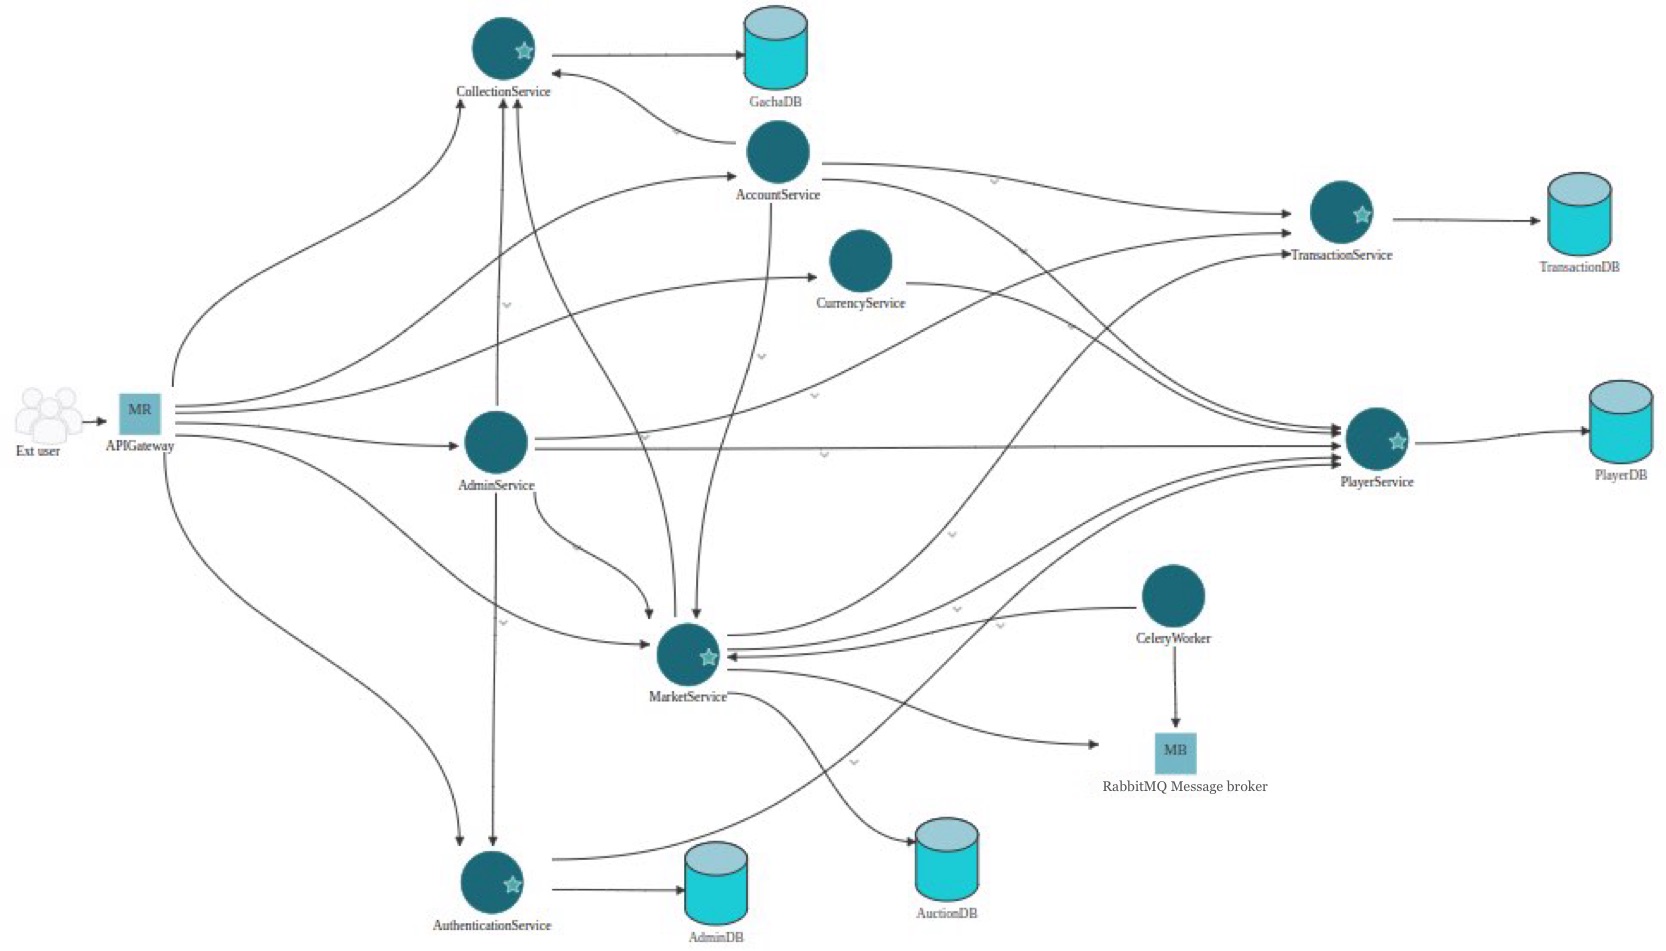 CollectionService
GachaDB
AccountService
TransactionService
TransactionDB
CurrencyService
MR
APIGateway
Ext user
AdminService
PlayerService
PlayerDB
CeleryWorker
MarketService
MB
RabbitMQ Message broker
AuthenticationService
AdminDB
AuctionDB